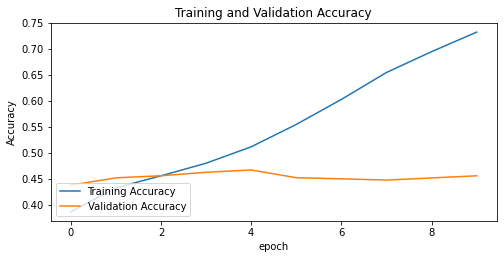 Training and Validation Accuracy
Accuracy
0.75
0.70
0.65
0.60
0.55
0.50
0.45
0.40
Training Accuracy
Validation Accuracy
0 2 4 6 8
epoch